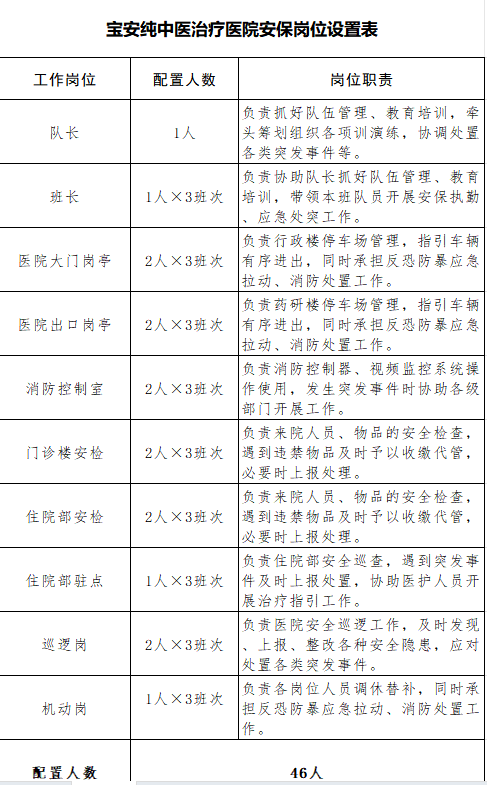 宝安纯中医治疗医院安保岗位设置表
工作岗位 配置人数 岗位职责
队长 1人 负责抓好队伍管理、教育培训，牵
头筹划组织各项训演练，协调处置
各类突发事件等。
班长 1人×3班次 负责协助队长抓好队伍管理、教育
培训，带领本班队员开展安保执勤
、应急处突工作。
医院大门岗亭 2人×3班次 负责行政楼停车场管理，指引车辆
有序进出，同时承担反恐防暴应急
拉动、消防处置工作。
医院出口岗亭 2人×3班次 负责药研楼停车场管理，指引车辆
有序进出，同时承担反恐防暴应急
拉动、消防处置工作。
消防控制室 2人×3班次 负责消防控制器、视频监控系统操
作使用，发生突发事件时协助各级
部门开展工作。
门诊楼安检 2人×3班次 负责来院人员、物品的安全检查，
遇到违禁物品及时予以收缴代管，
必要时上报处理。
住院部安检 2人×3班次 负责来院人员、物品的安全检查，
遇到违禁物品及时予以收缴代管，
必要时上报处理。
住院部驻点 1人×3班次 负责住院部安全巡查，遇到突发事
件及时上报处置，协助医护人员开
展治疗指引工作。
巡逻岗 2人×3班次 负责医院安全巡逻工作，及时发现
、上报、整改各种安全隐患，应对
处置各类突发事件。
机动岗 1人×3班次 负责各岗位人员调休替补，同时承
担反恐防暴应急拉动、消防处置工
作。
配置人数 46人